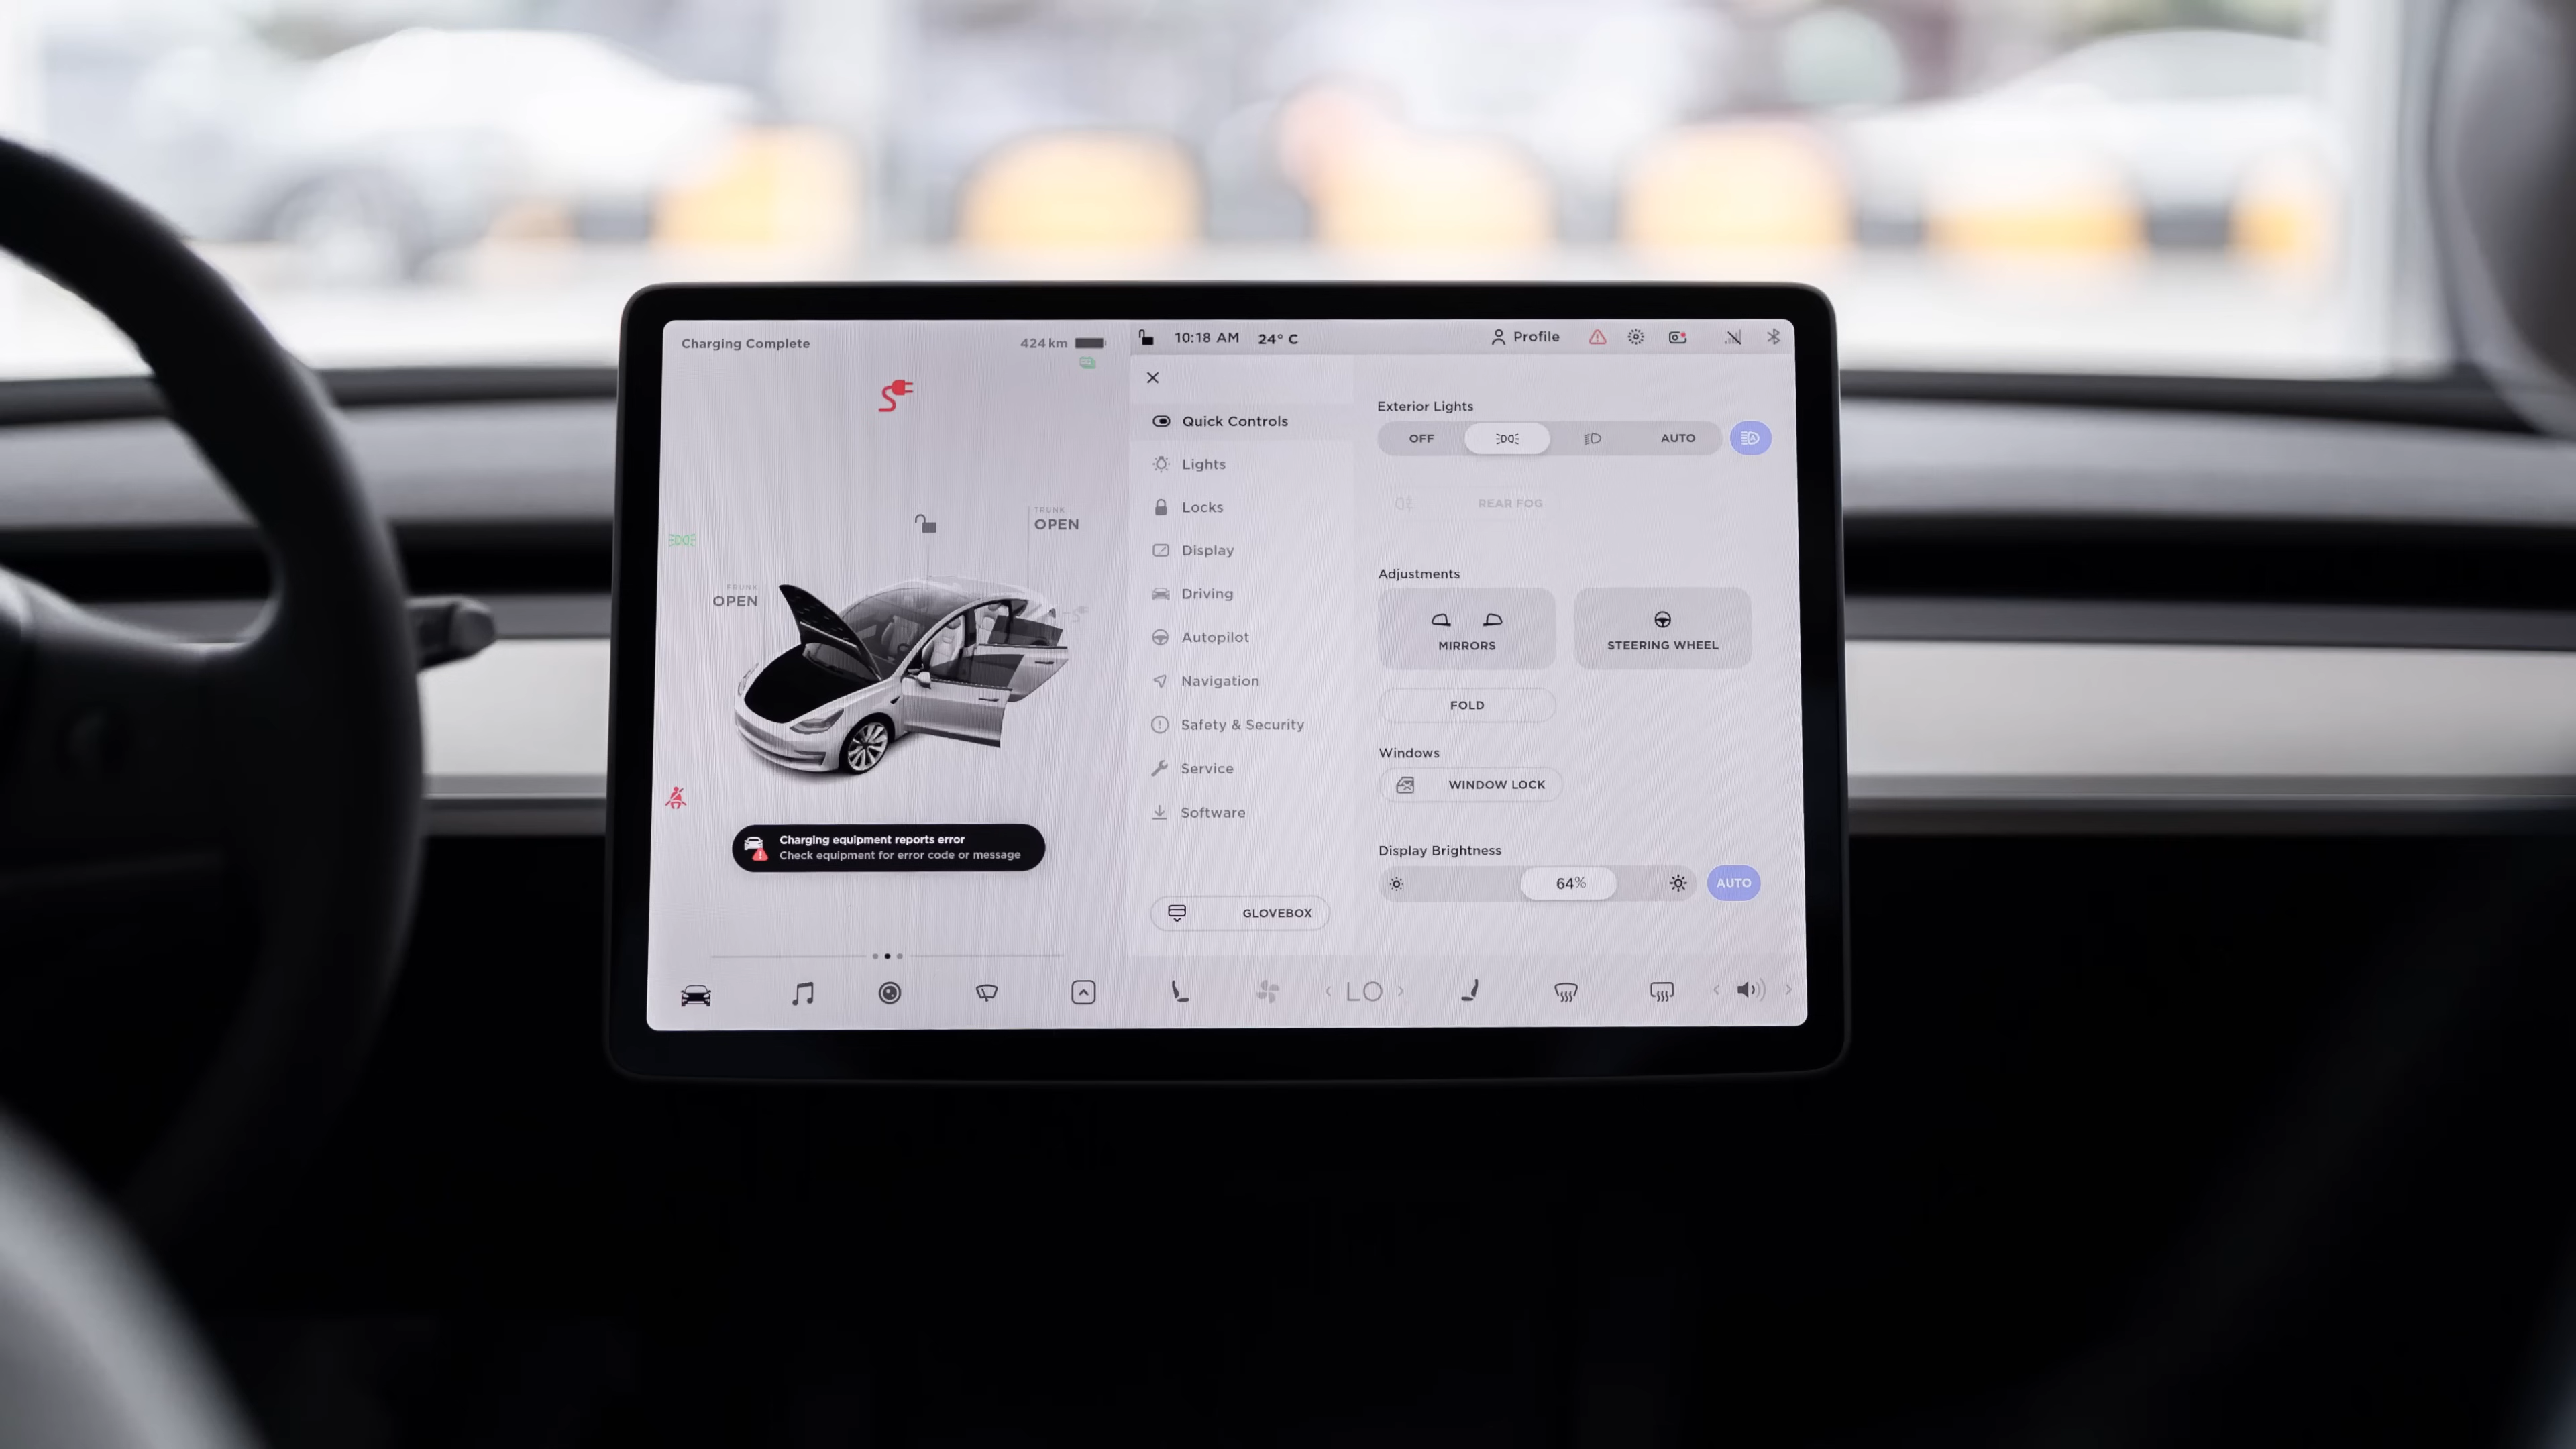 Charging Complete
424 km
TRUNK
OPEN
FRUNK
OPEN
Charging equipment reports error
Check equipment for error code or message
10:18 AM 24° C Profile
Quick Controls
Lights
Locks
Display
Driving
Autopilot
Navigation
Safety & Security
Service
Software
GLOVEBOX
Exterior Lights
OFF AUTO
REAR FOG
Adjustments
MIRRORS STEERING WHEEL
FOLD
Windows
WINDOW LOCK
Display Brightness
64% AUTO
LO